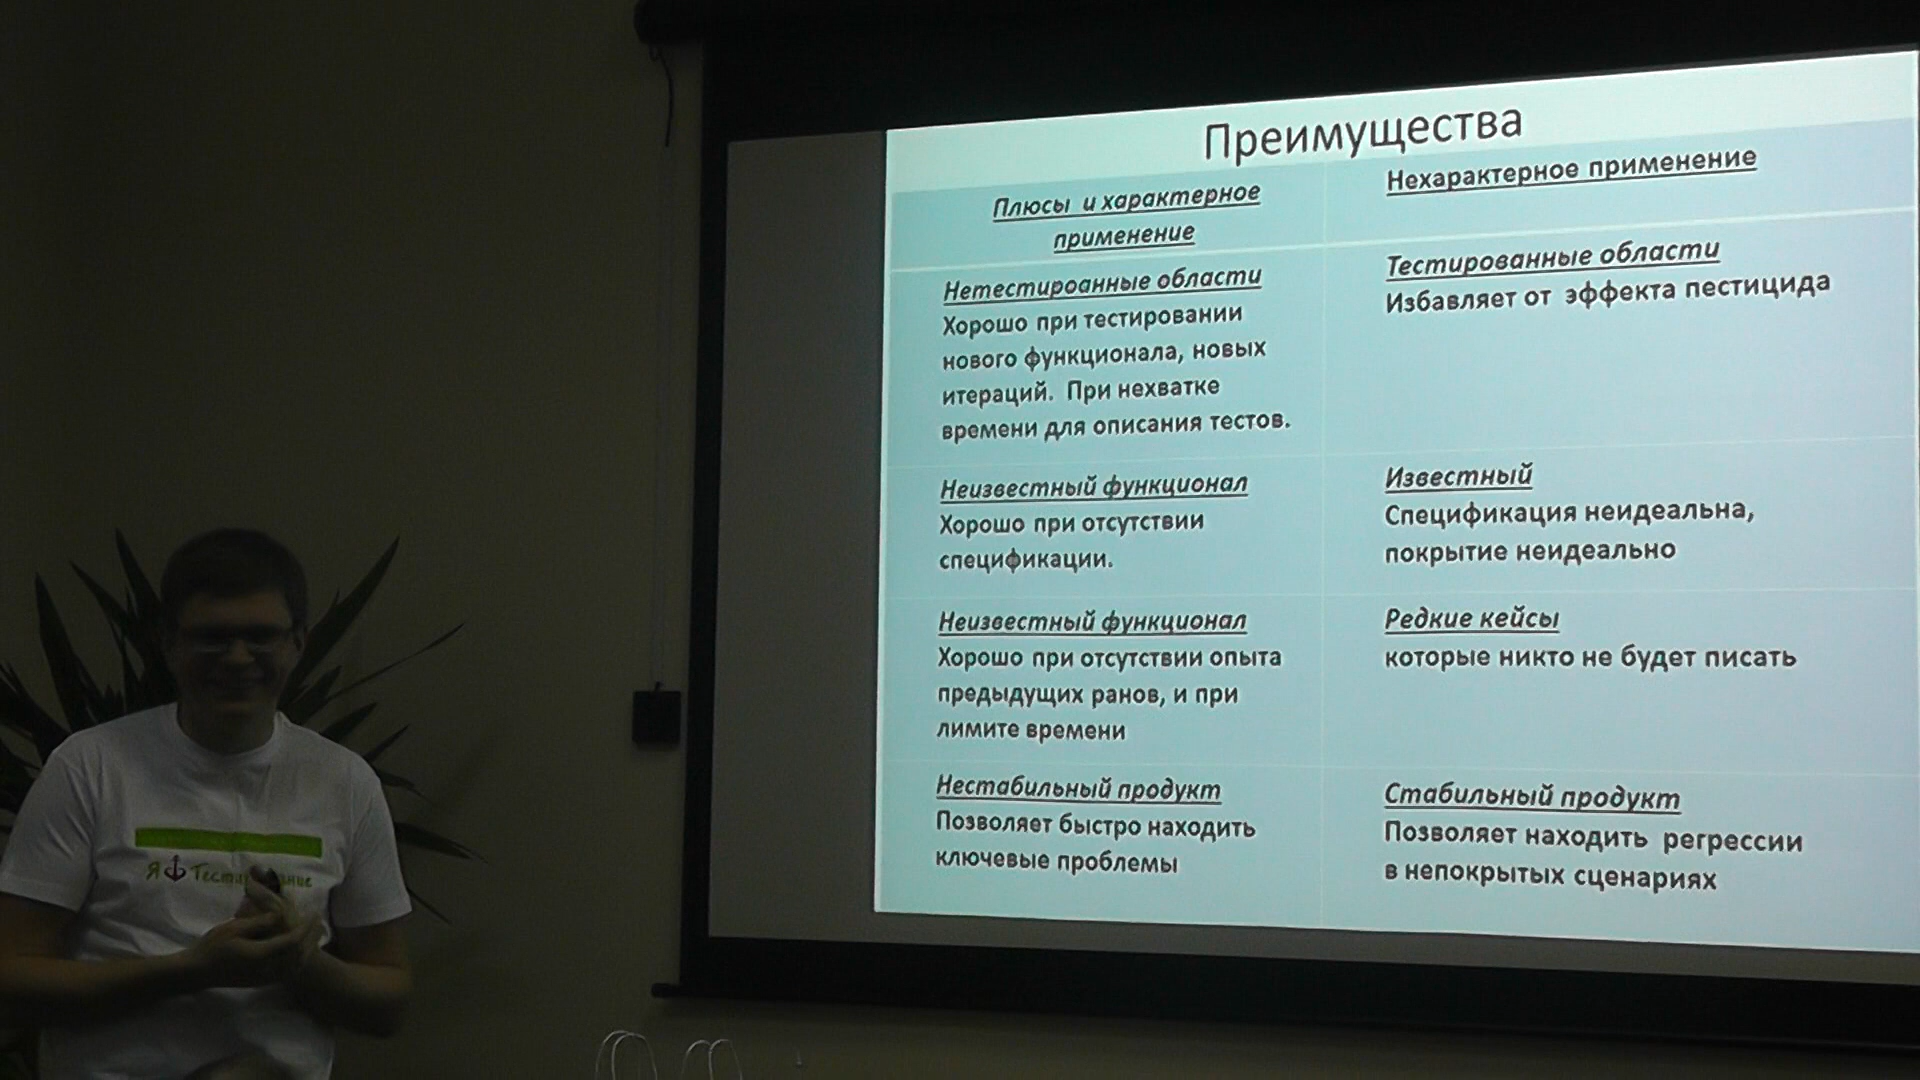 Преимущества
Плюсы и характерное
применение
Нехарактерное применение
Нетестироанные области
Хорошо при тестировании
нового функционала, новых
итераций. При нехватке
времени для описания тестов.
Тестированные области
Избавляет от эффекта пестицида
Неизвестный функционал
Хорошо при отсутствии
спецификации.
Известный
Спецификация неидеальна,
покрытие неидеально
Неизвестный функционал
Хорошо при отсутствии опыта
предыдущих ранов, и при
лимите времени
Редкие кейсы
которые никто не будет писать
Нестабильный продукт
Позволяет быстро находить
ключевые проблемы
Стабильный продукт
Позволяет находить регрессии
в непокрытых сценариях
Я